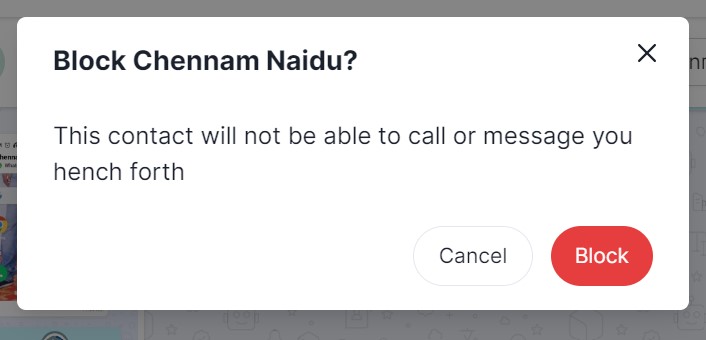 Block Chennam Naidu?
This contact will not be able to call or message you
hench forth
Cancel
Block